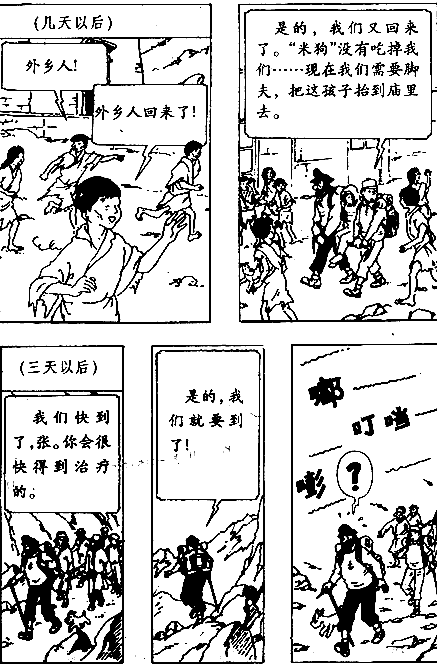 (几天以后)
外乡人!
外乡人回来了!
是的，我们又回来
了。“米狗”没有吃掉我
们……现在我们需要脚
夫，把这孩子抬到庙里
去。
(三天以后)
我们快到
了,张。你会很
快得到治疗
的。
是的,我
们就要到
了!
嘟
叮噹
嘭
?